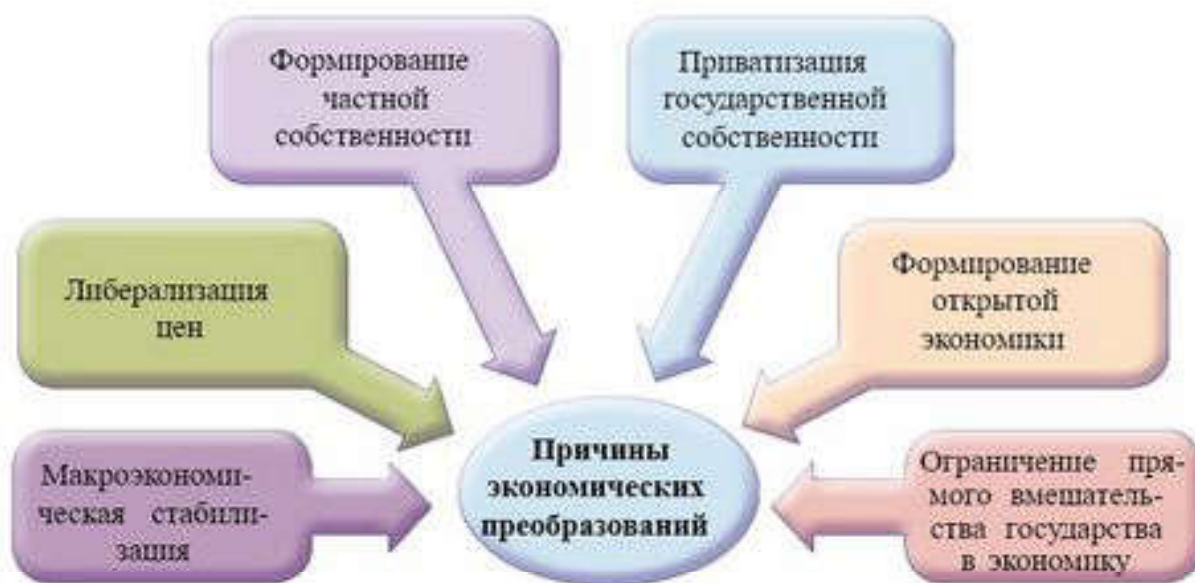 Формирование
частной
собственности
Приватизация
государственной
собственности
Либерализация
цен
Формирование
открытой
экономики
Макроэкономи-
ческая стабили-
зация
Причины
экономических
преобразований
Ограничение пря-
мого вмешатель-
ства государства
в экономику